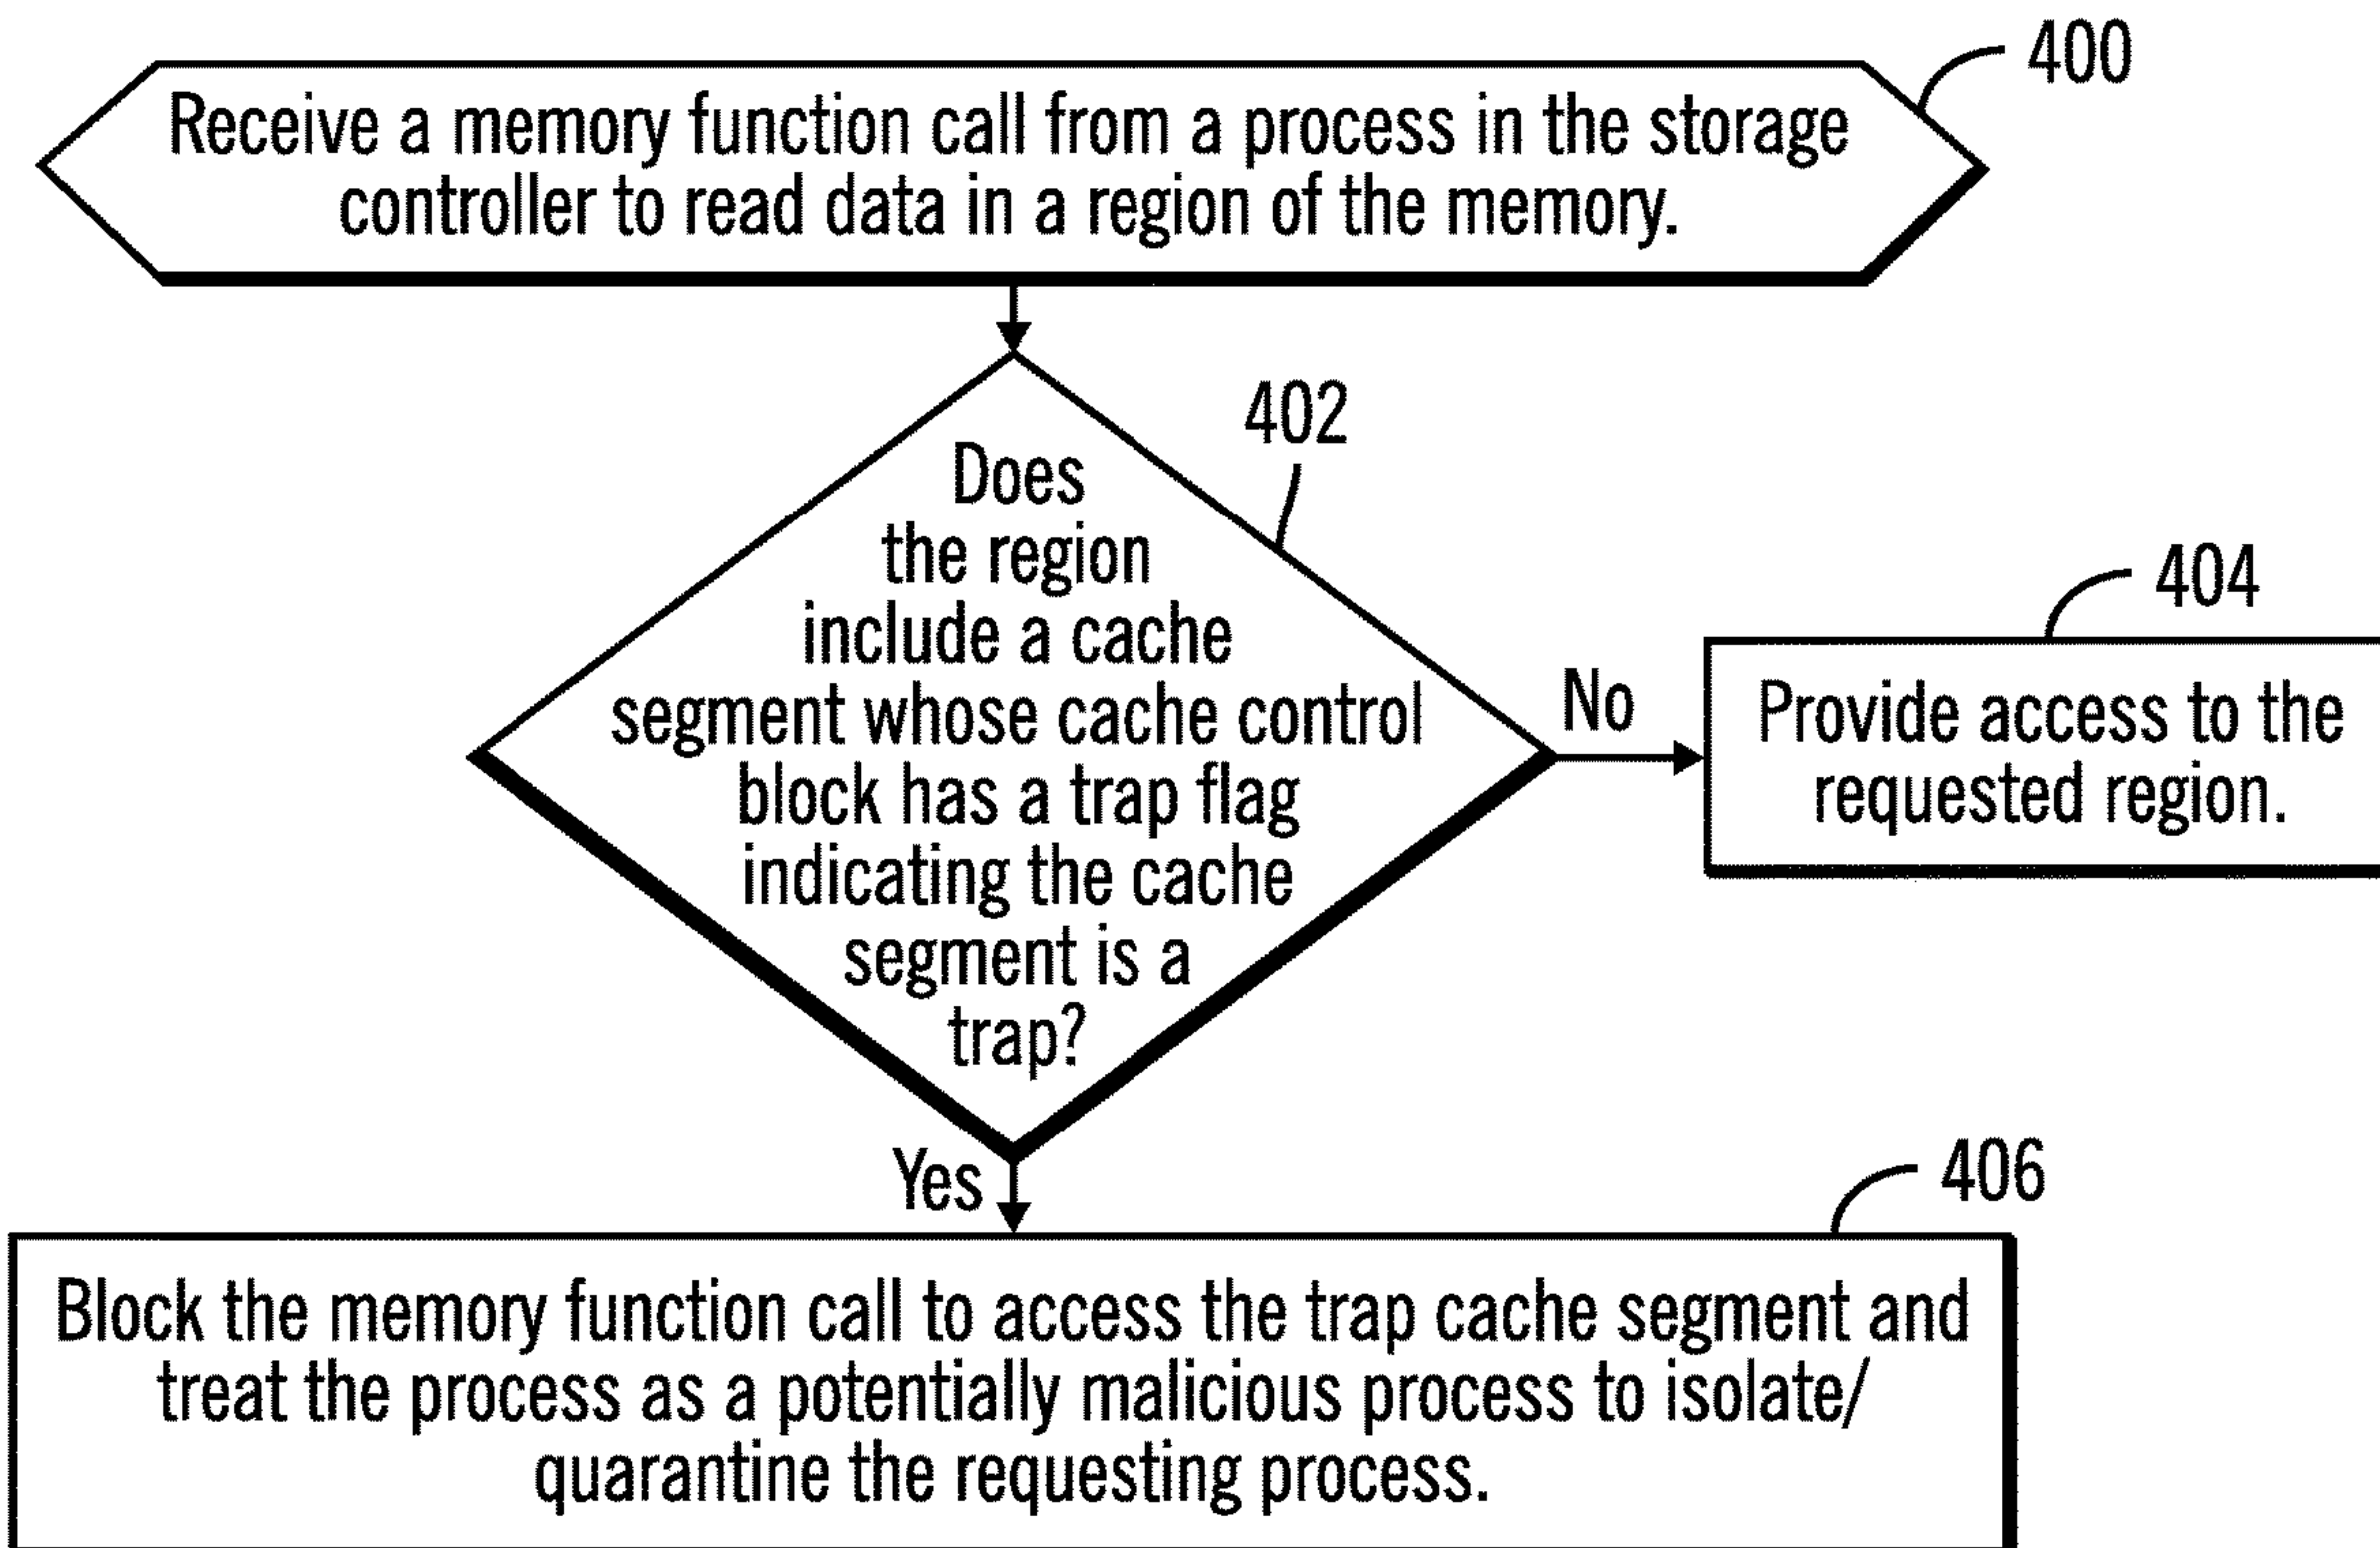 400
Receive a memory function call from a process in the storage
controller to read data in a region of the memory.
402
Does
the region
include a cache
segment whose cache control
block has a trap flag
indicating the cache
segment is a
trap?
No
404
Provide access to the
requested region.
Yes
406
Block the memory function call to access the trap cache segment and
treat the process as a potentially malicious process to isolate/
quarantine the requesting process.